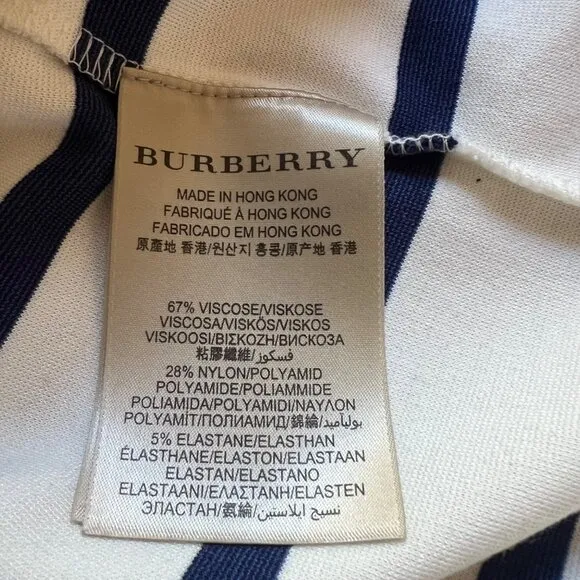 BURBERRY
MADE IN HONG KONG
FABRIQUÉ À HONG KONG
FABRICADO EM HONG KONG
原產地 香港/원산지 홍콩/原产地 香港
67% VISCOSE/VISKOSE
VISCOSA/VISKÓS/VISKOS
VISKOOSI/ΒΙΣΚΟΖΗ/ВИСКОЗА
粘膠纖維/فسكوز
28% NYLON/POLYAMID
POLYAMIDE/POLIAMMIDE
POLIAMIDA/POLYAMIDI/ΝΑΥΛΟΝ
POLYAMÍT/ПОЛИАМИД/錦綸/بوليآميد
5% ELASTANE/ELASTHAN
ÉLASTHANE/ELASTON/ELASTAAN
ELASTAN/ELASTANO
ELASTAANI/ΕΛΑΣΤΑΝΗ/ELASTEN
ЭЛАСТАН/氨綸/نسيج ايلاستين